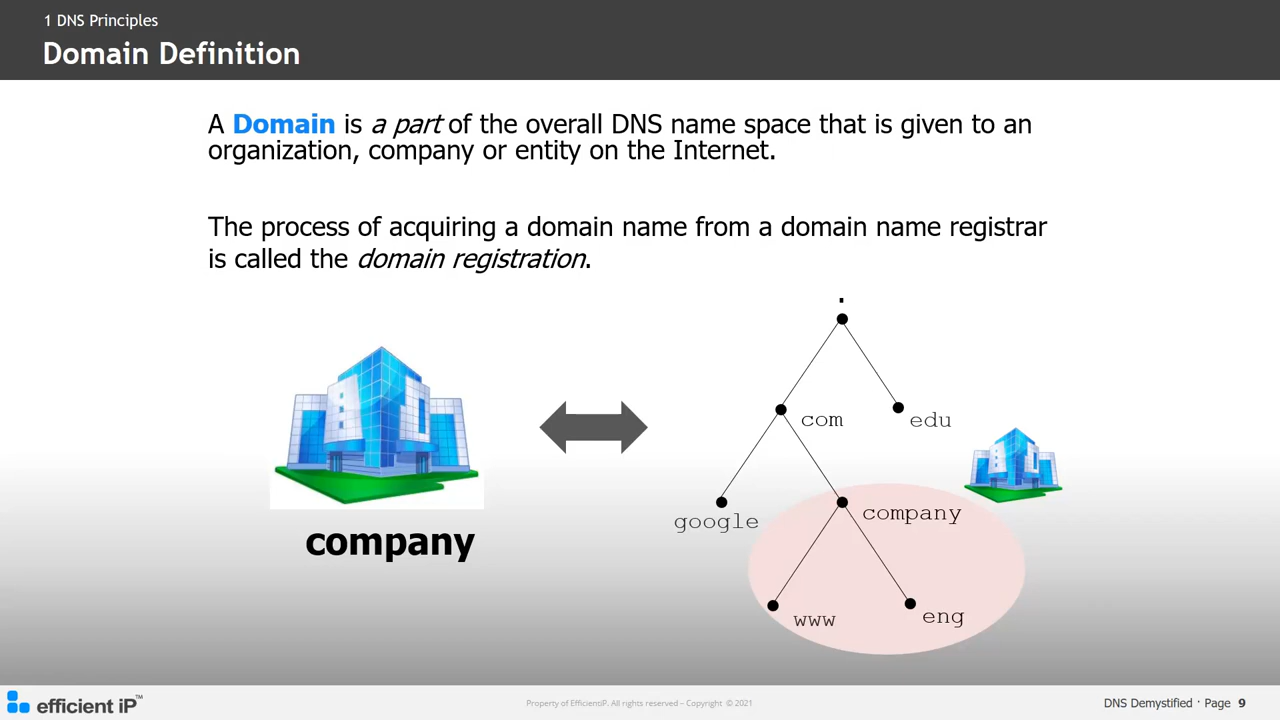 1 DNS Principles
Domain Definition
A Domain is a part of the overall DNS name space that is given to an
organization, company or entity on the Internet.
The process of acquiring a domain name from a domain name registrar
is called the domain registration.
.
com
edu
google
company
www
eng
company
efficient iP™
Property of EfficientiP. All rights reserved – Copyright © 2021
DNS Demystified · Page 9